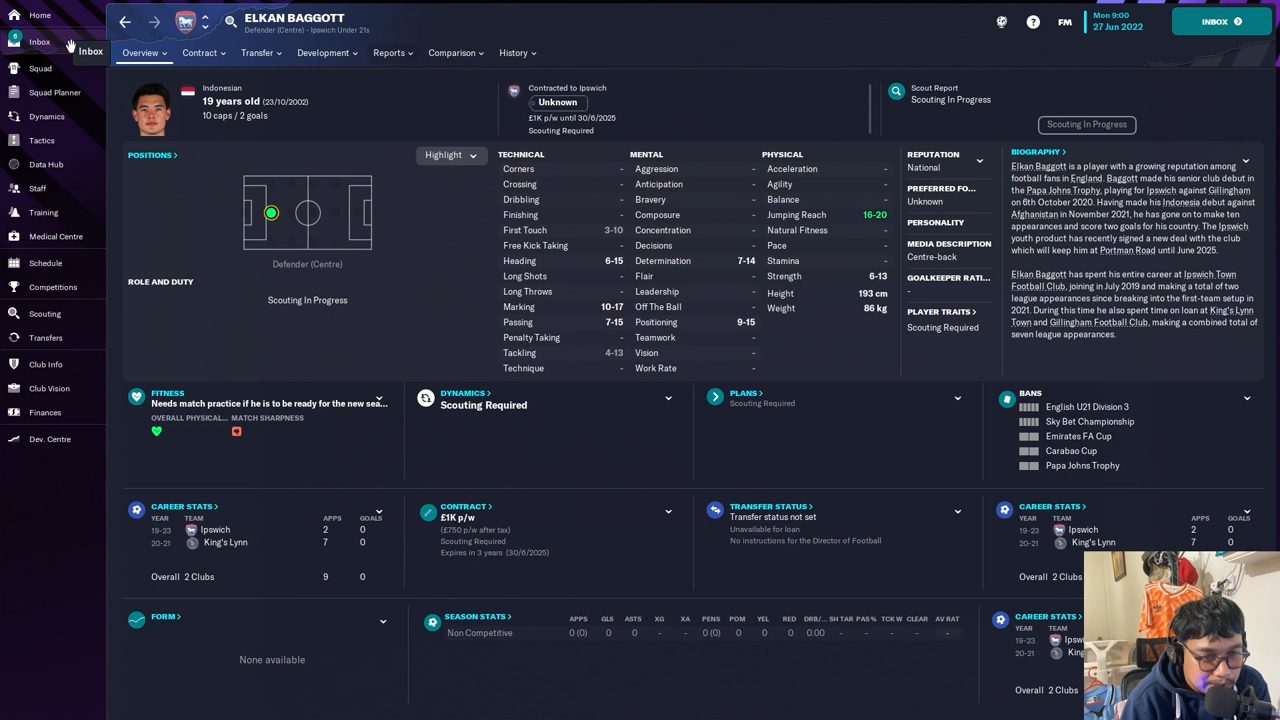 Home
6
Inbox
Inbox
Squad
Squad Planner
Dynamics
Tactics
Data Hub
Staff
Training
Medical Centre
Schedule
Competitions
Scouting
Transfers
Club Info
Club Vision
Finances
Dev. Centre
ELKAN BAGGOTT
Defender (Centre) - Ipswich Under 21s
FM
Mon 9:00
27 Jun 2022
INBOX
Overview
Contract
Transfer
Development
Reports
Comparison
History
Indonesian
19 years old (23/10/2002)
10 caps / 2 goals
Contracted to Ipswich
Unknown
£1K p/w until 30/6/2025
Scouting Required
Scout Report
Scouting In Progress
Scouting In Progress
POSITIONS
Highlight
Defender (Centre)
ROLE AND DUTY
Scouting In Progress
TECHNICAL
Corners -
Crossing -
Dribbling -
Finishing -
First Touch 3-10
Free Kick Taking -
Heading 6-15
Long Shots -
Long Throws -
Marking 10-17
Passing 7-15
Penalty Taking -
Tackling 4-13
Technique -
MENTAL
Aggression -
Anticipation -
Bravery -
Composure -
Concentration -
Decisions -
Determination 7-14
Flair -
Leadership -
Off The Ball -
Positioning 9-15
Teamwork -
Vision -
Work Rate -
PHYSICAL
Acceleration -
Agility -
Balance -
Jumping Reach 16-20
Natural Fitness -
Pace -
Stamina -
Strength 6-13
Height 193 cm
Weight 86 kg
REPUTATION
National
PREFERRED FO...
Unknown
PERSONALITY
MEDIA DESCRIPTION
Centre-back
GOALKEEPER RATI...
-
PLAYER TRAITS
Scouting Required
BIOGRAPHY
Elkan Baggott is a player with a growing reputation among
football fans in England. Baggott made his senior club debut in
the Papa Johns Trophy, playing for Ipswich against Gillingham
on 6th October 2020. Having made his Indonesia debut against
Afghanistan in November 2021, he has gone on to make ten
appearances and score two goals for his country. The Ipswich
youth product has recently signed a new deal with the club
which will keep him at Portman Road until June 2025.
Elkan Baggott has spent his entire career at Ipswich Town
Football Club, joining in July 2019 and making a total of two
league appearances since breaking into the first-team setup in
2021. During this time he also spent time on loan at King's Lynn
Town and Gillingham Football Club, making a combined total of
seven league appearances.
FITNESS
Needs match practice if he is to be ready for the new sea...
OVERALL PHYSICAL... MATCH SHARPNESS
DYNAMICS
Scouting Required
PLANS
Scouting Required
BANS
English U21 Division 3
Sky Bet Championship
Emirates FA Cup
Carabao Cup
Papa Johns Trophy
CAREER STATS
YEAR TEAM APPS GOALS
19-23 Ipswich 2 0
20-21 King's Lynn 7 0
Overall 2 Clubs 9 0
CONTRACT
£1K p/w
(£750 p/w after tax)
Scouting Required
Expires in 3 years (30/6/2025)
TRANSFER STATUS
Transfer status not set
Unavailable for loan
No instructions for the Director of Football
CAREER STATS
YEAR TEAM APPS GOALS
19-23 Ipswich 2 0
20-21 King's Lynn 7 0
Overall 2 Clubs
FORM
None available
SEASON STATS APPS GLS ASTS XG XA PENS POM YEL RED DRB/... SH TAR PAS % TCK W CLEAR AV RAT
Non Competitive 0 (0) 0 0 - - 0 (0) 0 0 0 0.00 - - - - -
CAREER STATS
YEAR TEAM
19-23 Ipsw
20-21 King
Overall 2 Clubs